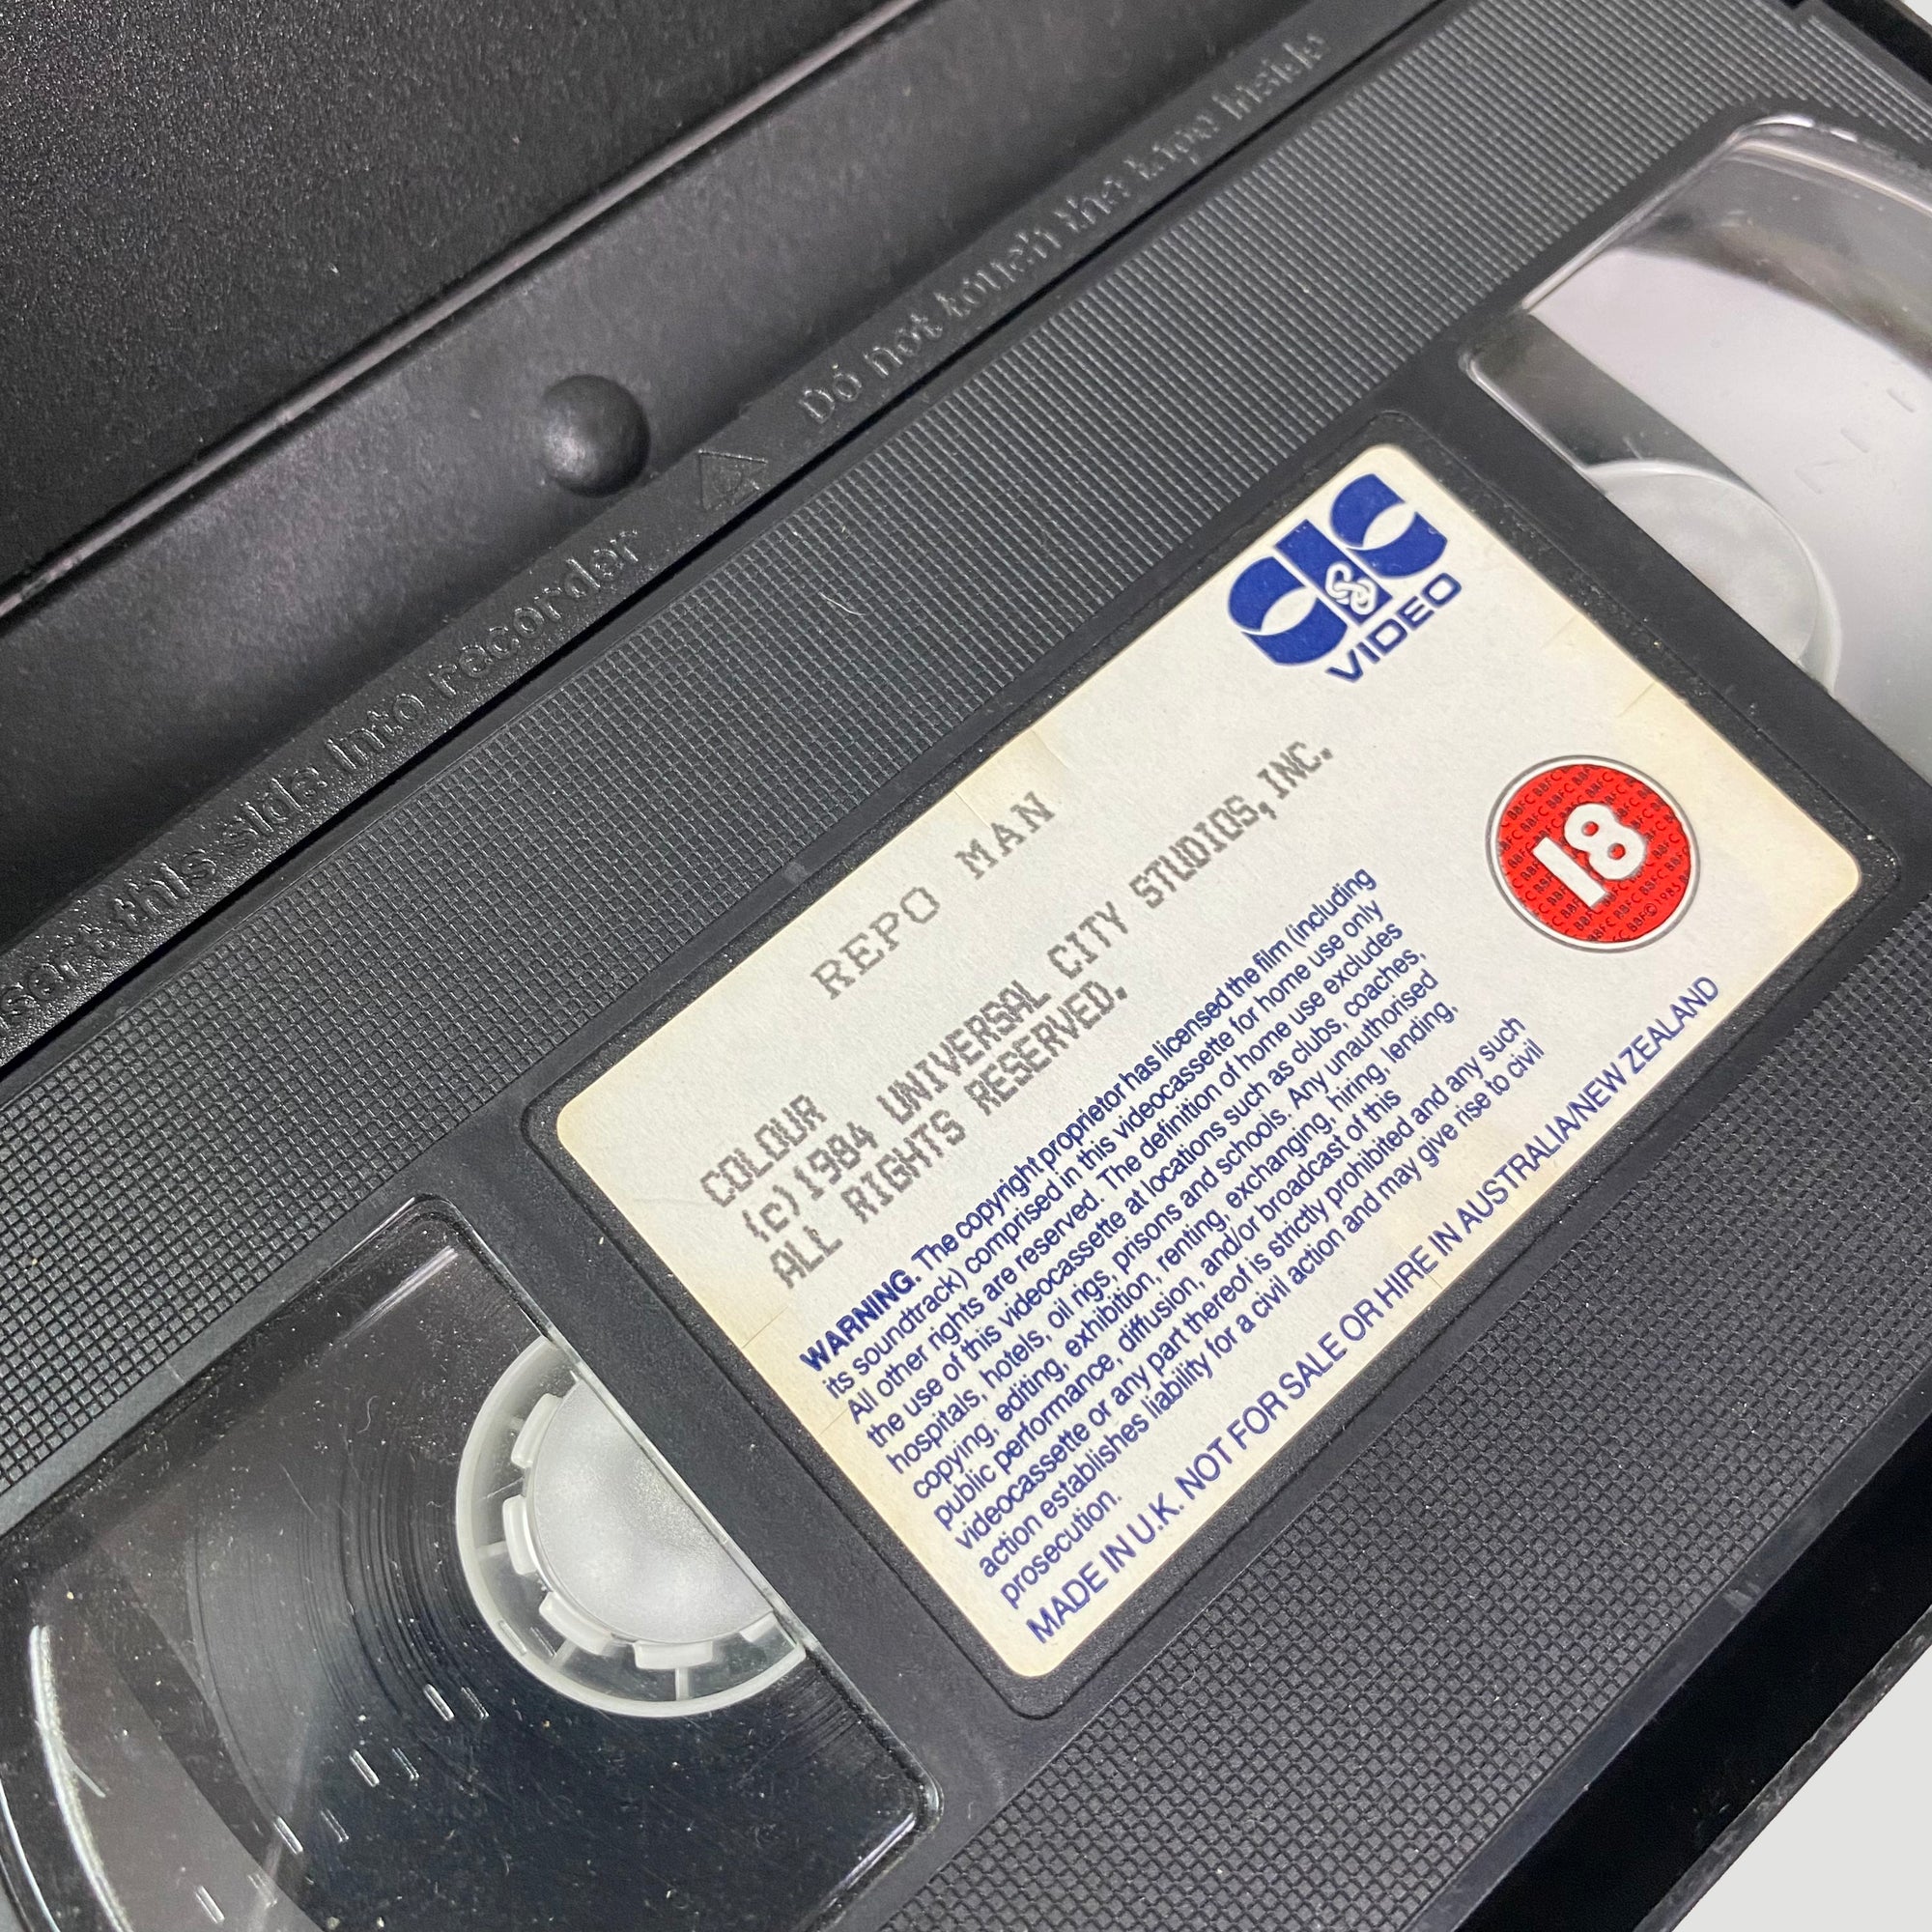 Insert this side into recorder
Do not touch the tape inside
CIC
VIDEO
REPO MAN
COLOUR
(c)1984 UNIVERSAL CITY STUDIOS,INC.
ALL RIGHTS RESERVED.
18
BBFC © 1985
WARNING. The copyright proprietor has licensed the film (including
its soundtrack) comprised in this videocassette for home use only
All other rights are reserved. The definition of home use excludes
the use of this videocassette at locations such as clubs, coaches,
hospitals, hotels, oil rigs, prisons and schools. Any unauthorised
copying, editing, exhibition, renting, exchanging, hiring, lending,
public performance, diffusion, and/or broadcast of this
videocassette or any part thereof is strictly prohibited and any such
action establishes liability for a civil action and may give rise to civil
prosecution.
MADE IN U.K. NOT FOR SALE OR HIRE IN AUSTRALIA/NEW ZEALAND